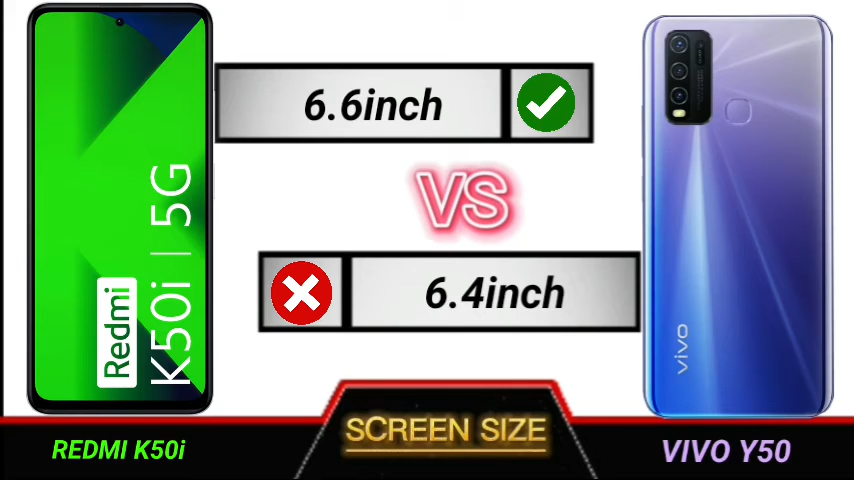 Redmi
K50i | 5G
6.6inch
VS
6.4inch
vivo
SCREEN SIZE
REDMI K50i
VIVO Y50